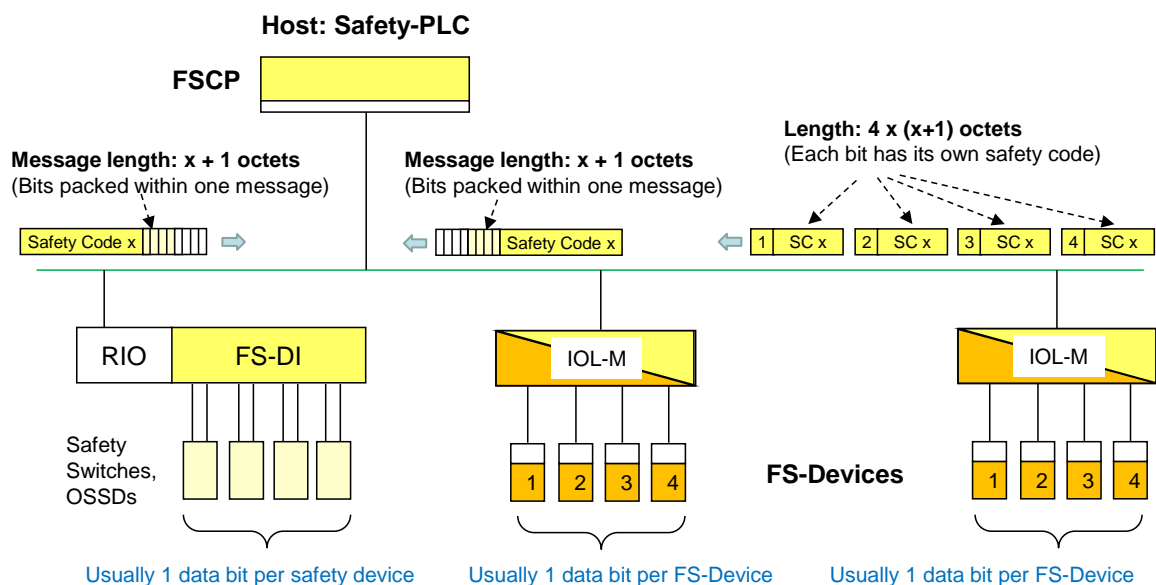 Host: Safety-PLC
FSCP
Message length: x + 1 octets
(Bits packed within one message)
Message length: x + 1 octets
(Bits packed within one message)
Length: 4 x (x+1) octets
(Each bit has its own safety code)
Safety Code x
Safety Code x
1 SC x 2 SC x 3 SC x 4 SC x
RIO FS-DI
IOL-M
IOL-M
Safety
Switches,
OSSDs
1 2 3 4
FS-Devices
1 2 3 4
Usually 1 data bit per safety device
Usually 1 data bit per FS-Device
Usually 1 data bit per FS-Device